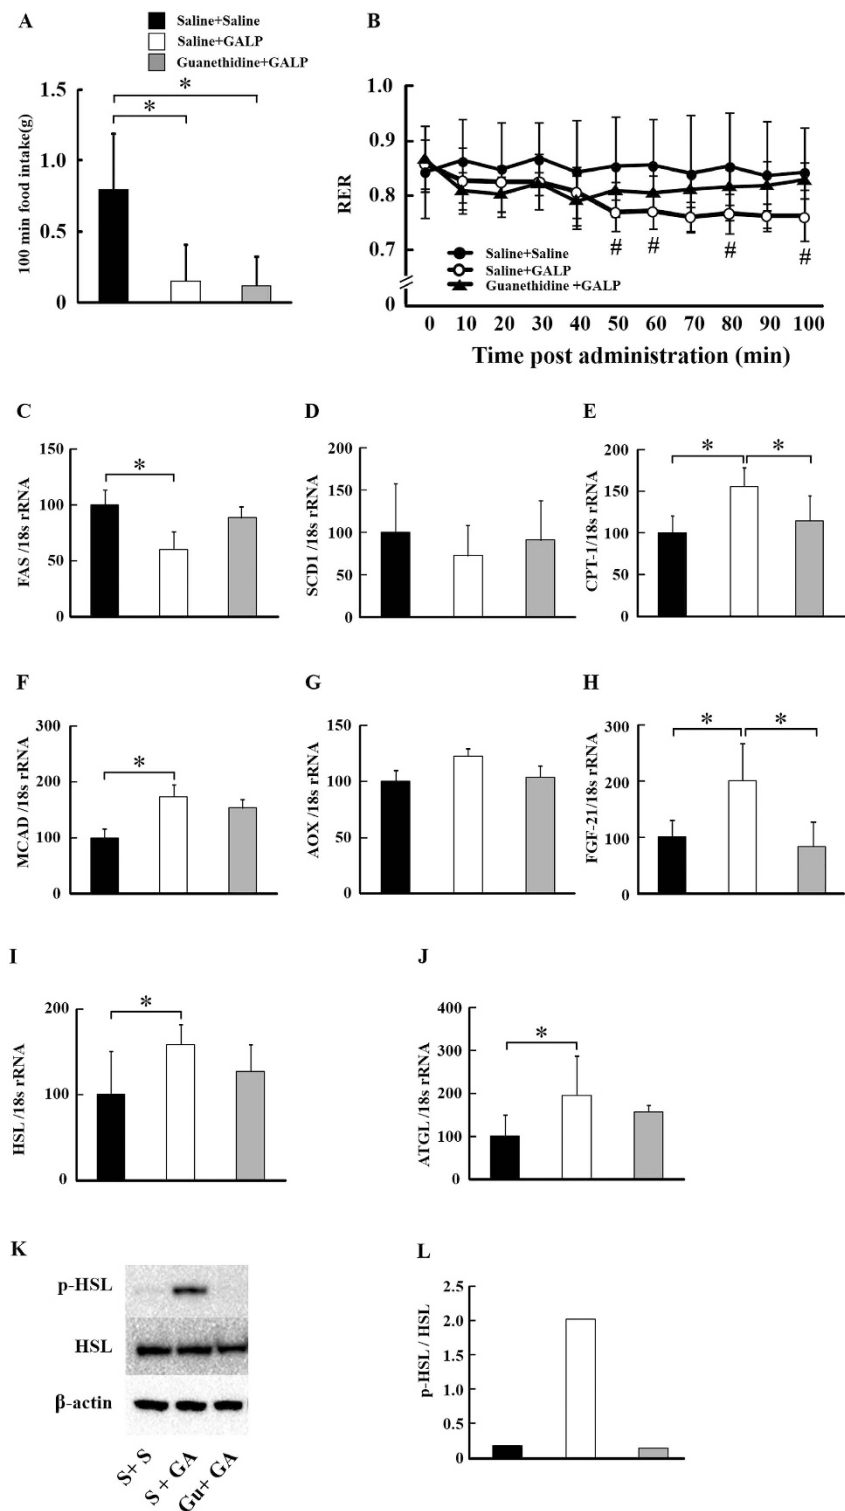 A
Saline+Saline
Saline+GALP
Guanethidine+GALP
100 min food intake(g)
1.5
1.0
0.5
0
*
*
B
RER
1.0
0.9
0.8
0.7
0
#
#
#
#
Saline+Saline
Saline+GALP
Guanethidine +GALP
0 10 20 30 40 50 60 70 80 90 100
Time post administration (min)
C
FAS /18s rRNA
150
100
50
0
*
D
SCD1 /18s rRNA
200
150
100
50
0
E
CPT-1/18s rRNA
200
150
100
50
0
*
*
F
MCAD /18s rRNA
300
200
100
0
*
G
AOX /18s rRNA
150
100
50
0
H
FGF-21/18s rRNA
300
200
100
0
*
*
I
HSL /18s rRNA
200
100
0
*
J
ATGL /18s rRNA
400
300
200
100
0
*
K
p-HSL
HSL
β-actin
S+ S
S + GA
Gu+ GA
L
p-HSL / HSL
2.5
2.0
1.5
1.0
0.5
0